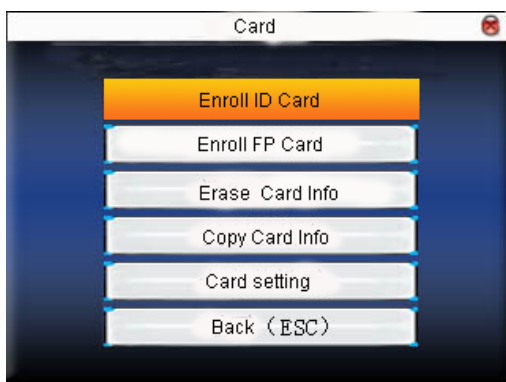 Card
Enroll ID Card
Enroll FP Card
Erase Card Info
Copy Card Info
Card setting
Back（ESC）